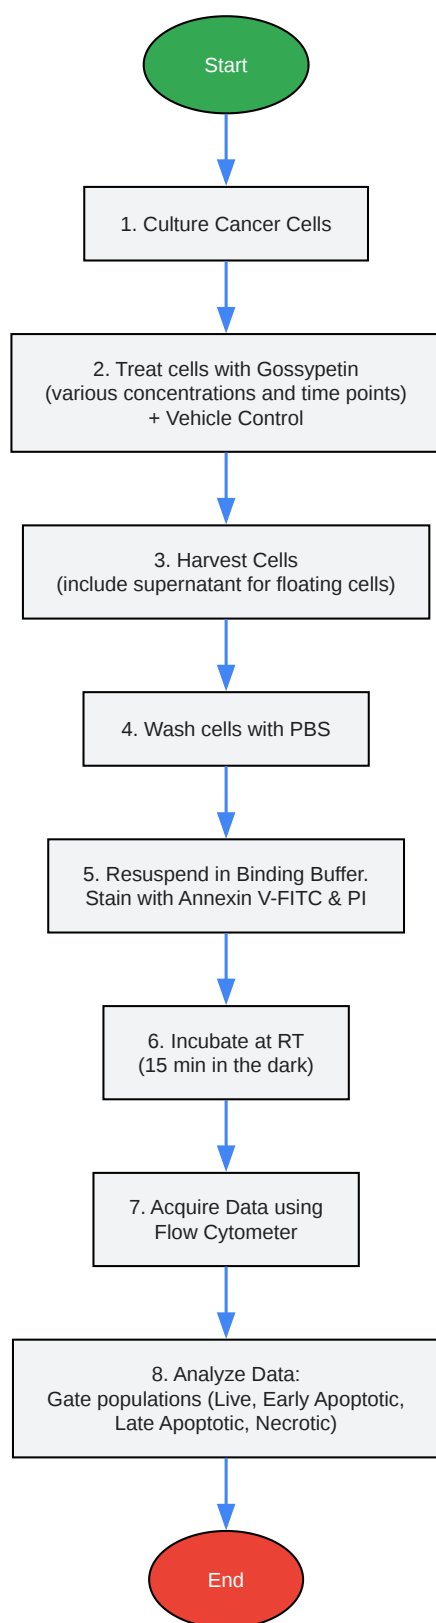 Start
1. Culture Cancer Cells
2. Treat cells with Gossypetin
(various concentrations and time points)
+ Vehicle Control
3. Harvest Cells
(include supernatant for floating cells)
4. Wash cells with PBS
5. Resuspend in Binding Buffer.
Stain with Annexin V-FITC & PI
6. Incubate at RT
(15 min in the dark)
7. Acquire Data using
Flow Cytometer
8. Analyze Data:
Gate populations (Live, Early Apoptotic,
Late Apoptotic, Necrotic)
End